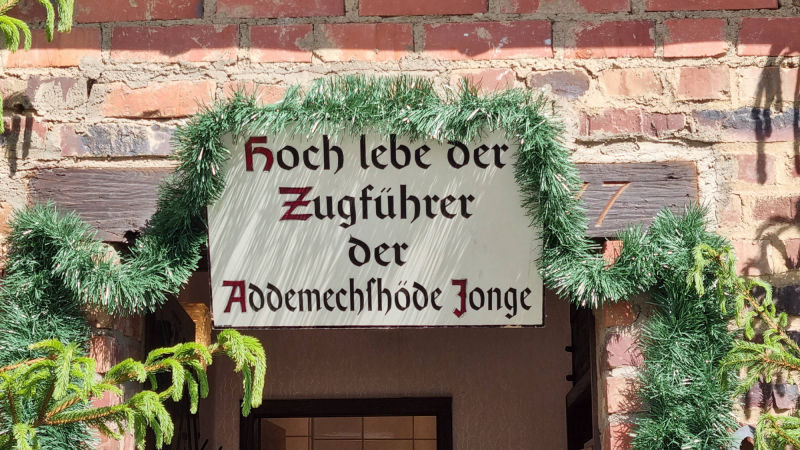 Hoch lebe der
Zugführer
der
Addemechſhöde Jonge